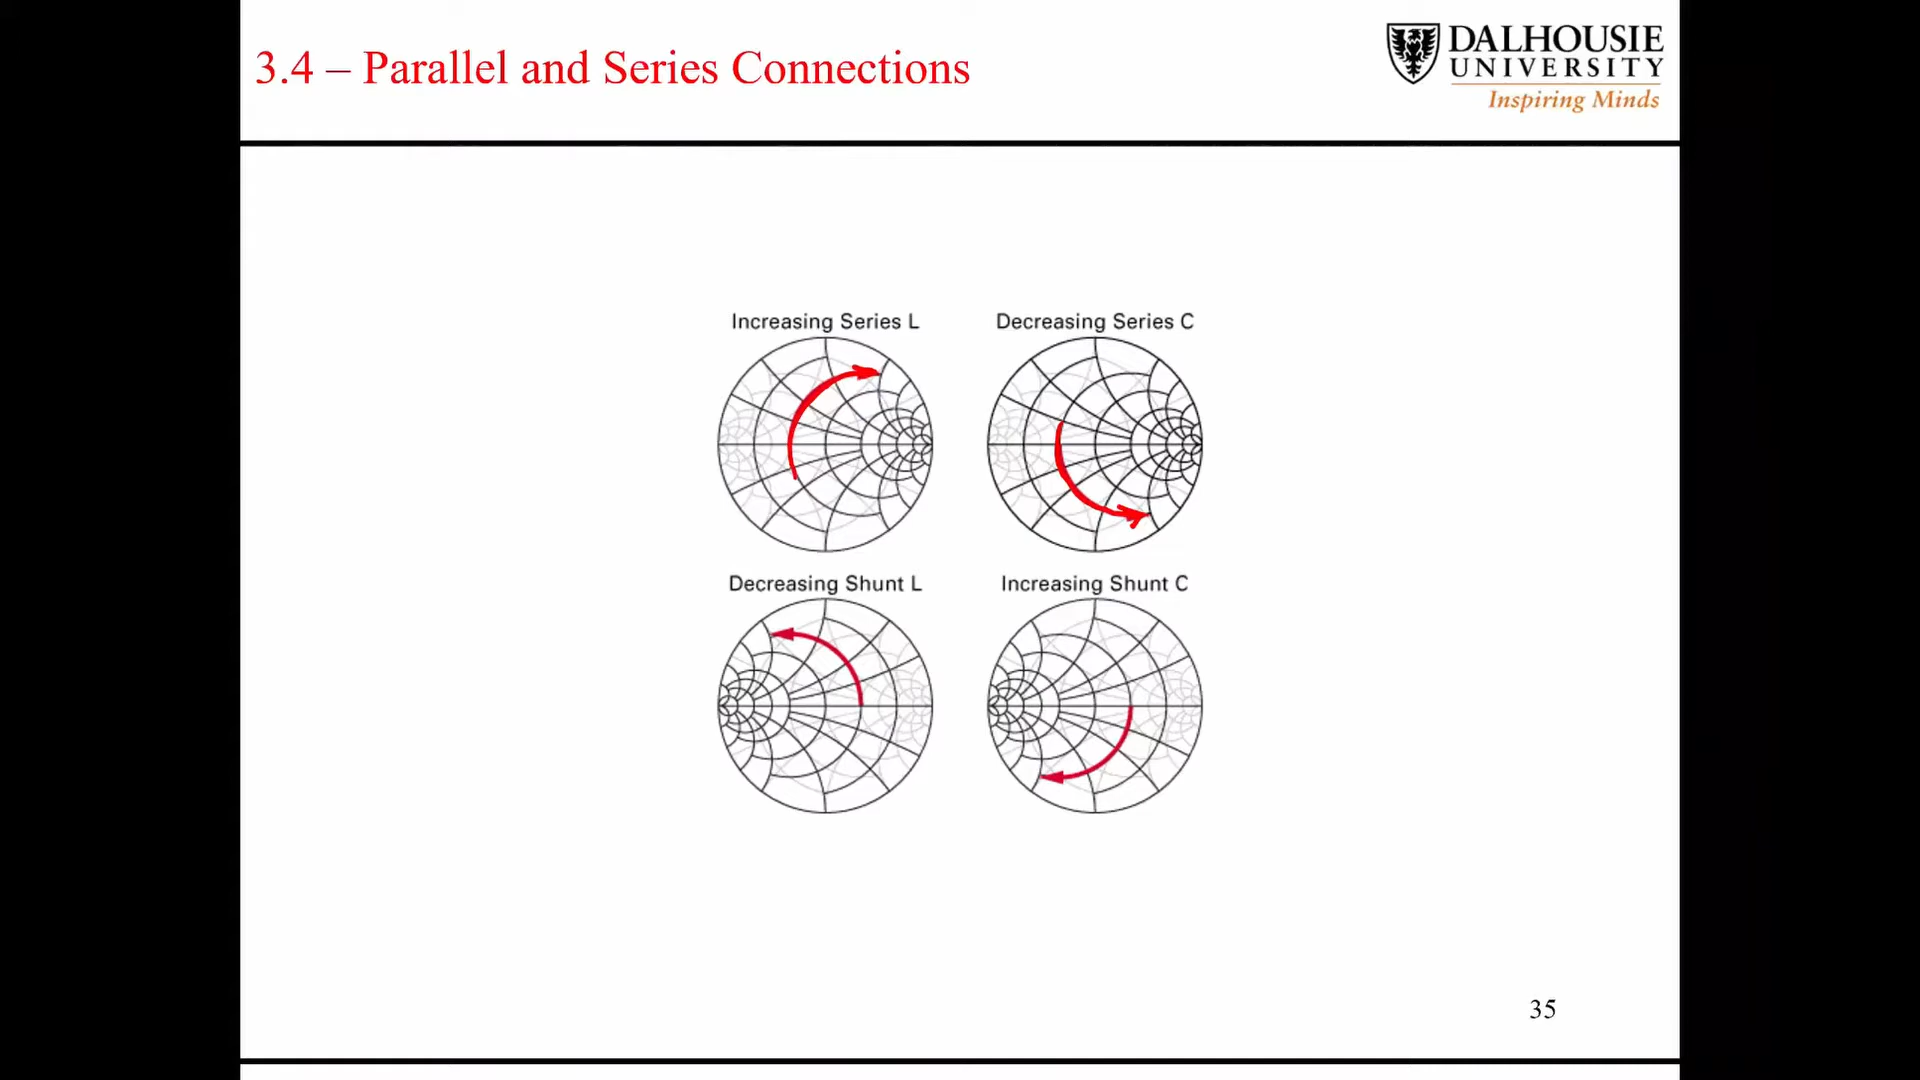 3.4 – Parallel and Series Connections
DALHOUSIE
UNIVERSITY
Inspiring Minds
Increasing Series L
Decreasing Series C
Decreasing Shunt L
Increasing Shunt C
35